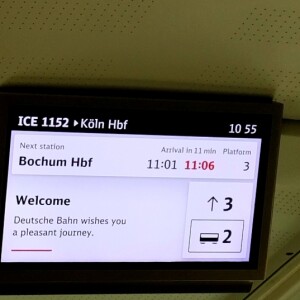 ICE 1152 ▸ Köln Hbf 10 55
Next station Arrival in 11 min Platform
Bochum Hbf 11:01 11:06 3
Welcome
Deutsche Bahn wishes you
a pleasant journey.
↑ 3
2